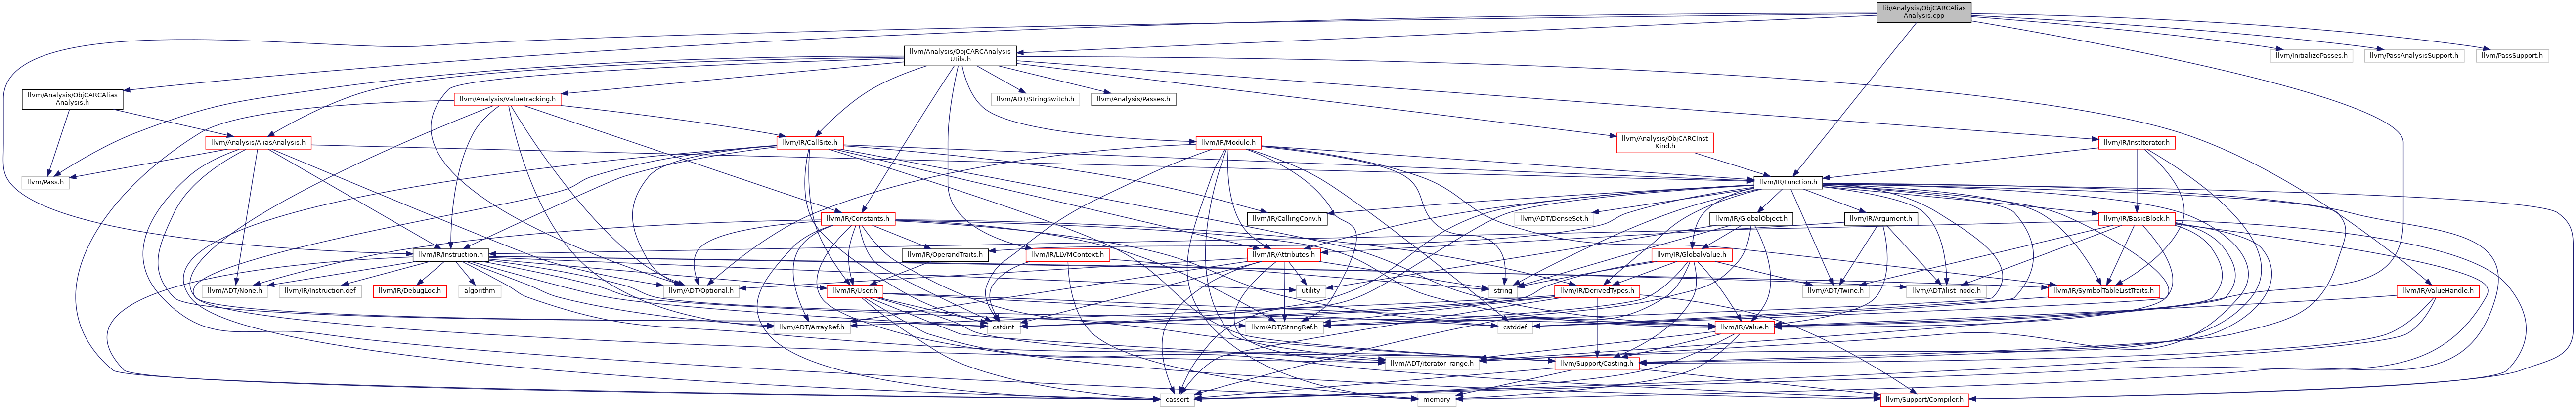 lib/Analysis/ObjCARCAlias
Analysis.cpp
llvm/Analysis/ObjCARCAnalysis
Utils.h
llvm/InitializePasses.h
llvm/PassAnalysisSupport.h
llvm/PassSupport.h
llvm/Analysis/ObjCARCAlias
Analysis.h
llvm/Analysis/ValueTracking.h
llvm/ADT/StringSwitch.h
llvm/Analysis/Passes.h
llvm/Analysis/AliasAnalysis.h
llvm/IR/CallSite.h
llvm/IR/Module.h
llvm/Analysis/ObjCARCInst
Kind.h
llvm/IR/InstIterator.h
llvm/Pass.h
llvm/IR/Function.h
llvm/IR/Constants.h
llvm/IR/CallingConv.h
llvm/ADT/DenseSet.h
llvm/IR/GlobalObject.h
llvm/IR/Argument.h
llvm/IR/BasicBlock.h
llvm/IR/Instruction.h
llvm/IR/OperandTraits.h
llvm/IR/LLVMContext.h
llvm/IR/Attributes.h
llvm/IR/GlobalValue.h
llvm/ADT/None.h
llvm/IR/Instruction.def
llvm/IR/DebugLoc.h
algorithm
llvm/ADT/Optional.h
llvm/IR/User.h
utility
string
llvm/IR/DerivedTypes.h
llvm/ADT/Twine.h
llvm/ADT/ilist_node.h
llvm/IR/SymbolTableListTraits.h
llvm/IR/ValueHandle.h
llvm/ADT/ArrayRef.h
cstdint
llvm/ADT/StringRef.h
cstddef
llvm/IR/Value.h
llvm/ADT/iterator_range.h
llvm/Support/Casting.h
cassert
memory
llvm/Support/Compiler.h